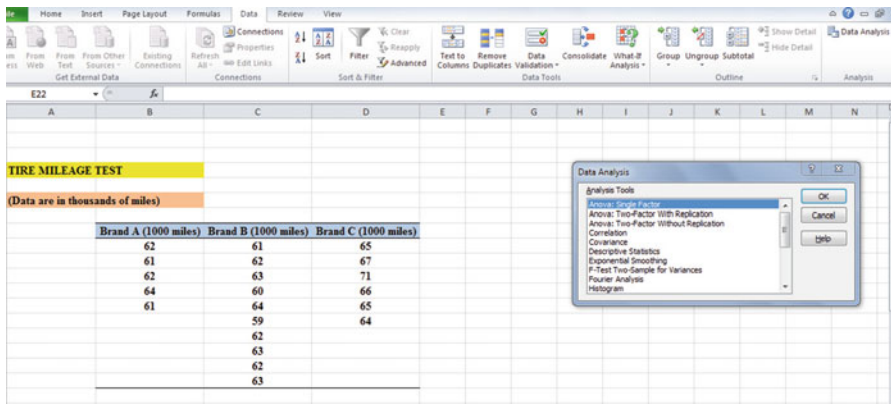 Home Insert Page Layout Formulas Data Review View
From Web
From Text
From Other Sources
Existing Connections
Refresh All
Connections
Properties
Edit Links
Sort
Filter
Clear
Reapply
Advanced
Text to Columns
Remove Duplicates
Data Validation
Consolidate
What-If Analysis
Group Ungroup Subtotal
Show Detail
Hide Detail
Data Analysis
Get External Data Connections Sort & Filter Data Tools Outline Analysis
E22 fx
A B C D E F G H I J K L M N
TIRE MILEAGE TEST
(Data are in thousands of miles)
Brand A (1000 miles) Brand B (1000 miles) Brand C (1000 miles)
62 61 65
61 62 67
62 63 71
64 60 66
61 64 65
59 64
62
63
62
63
Data Analysis
Analysis Tools
Anova: Single Factor
Anova: Two-Factor With Replication
Anova: Two-Factor Without Replication
Correlation
Covariance
Descriptive Statistics
Exponential Smoothing
F-Test Two-Sample for Variances
Fourier Analysis
Histogram
OK
Cancel
Help